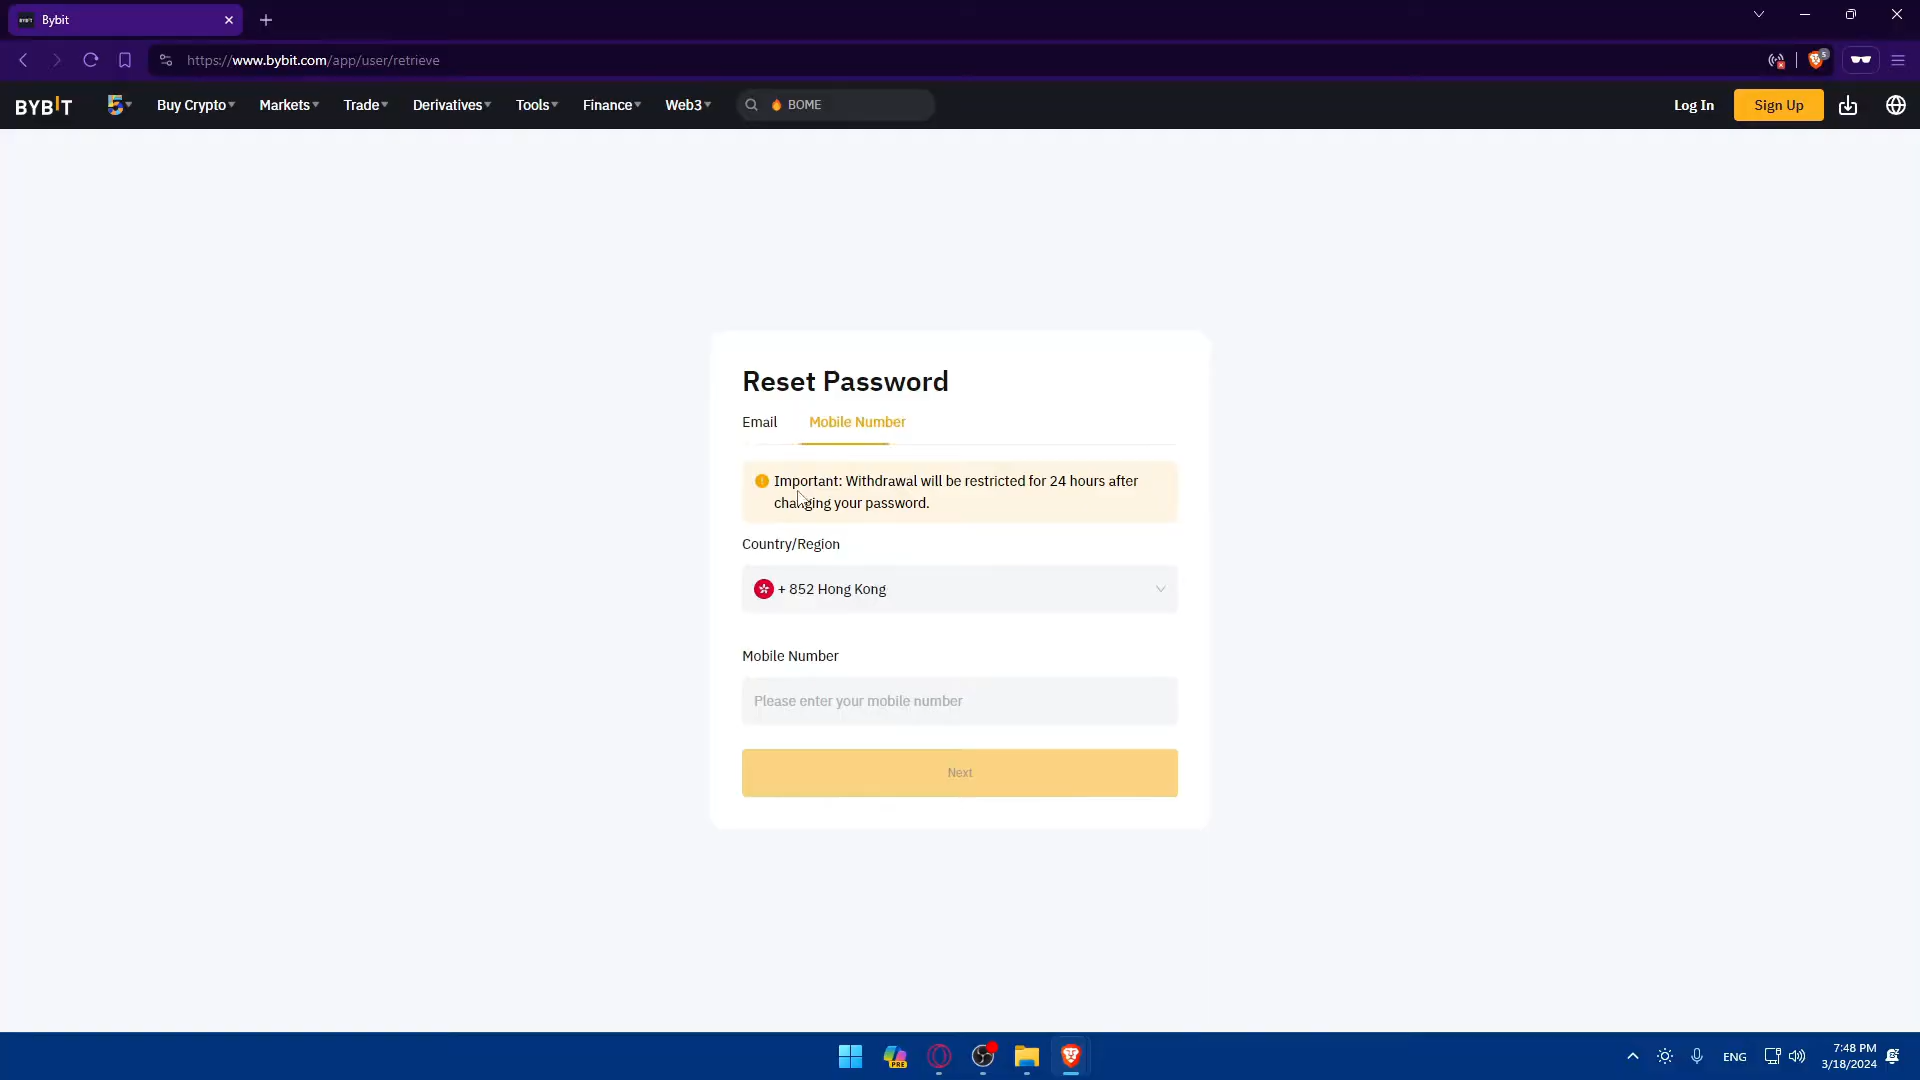 Bybit
https://www.bybit.com/app/user/retrieve
5
BYBIT
Buy Crypto
Markets
Trade
Derivatives
Tools
Finance
Web3
BOME
Log In
Sign Up
Reset Password
Email
Mobile Number
Important: Withdrawal will be restricted for 24 hours after
changing your password.
Country/Region
+ 852 Hong Kong
Mobile Number
Please enter your mobile number
Next
PRE
ENG
7:48 PM
3/18/2024